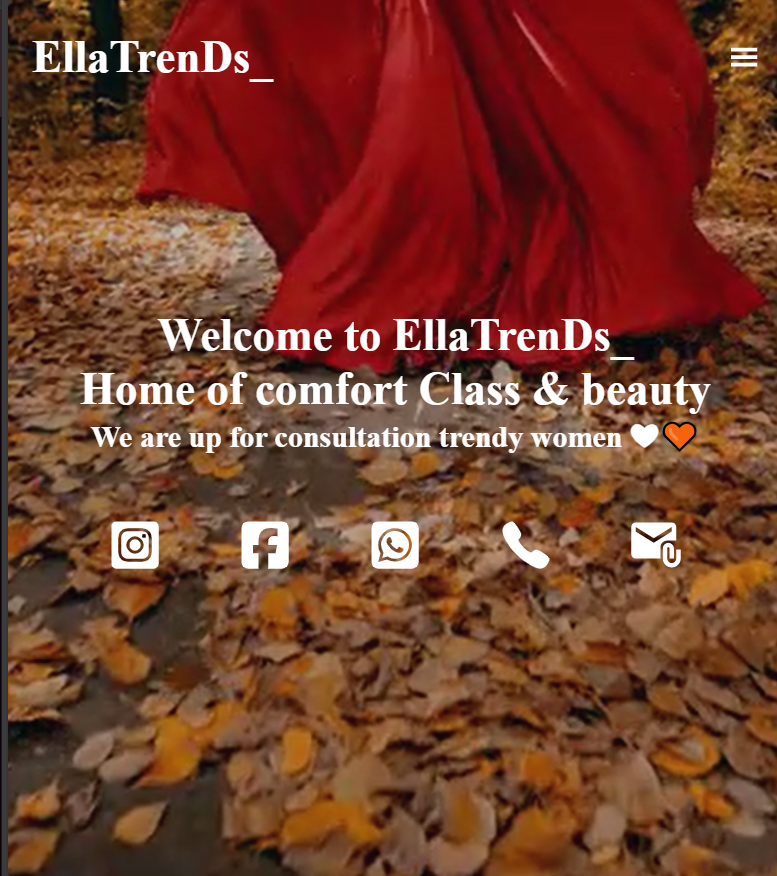 EllaTrenDs_
Welcome to EllaTrenDs_
Home of comfort Class & beauty
We are up for consultation trendy women 🤍🧡